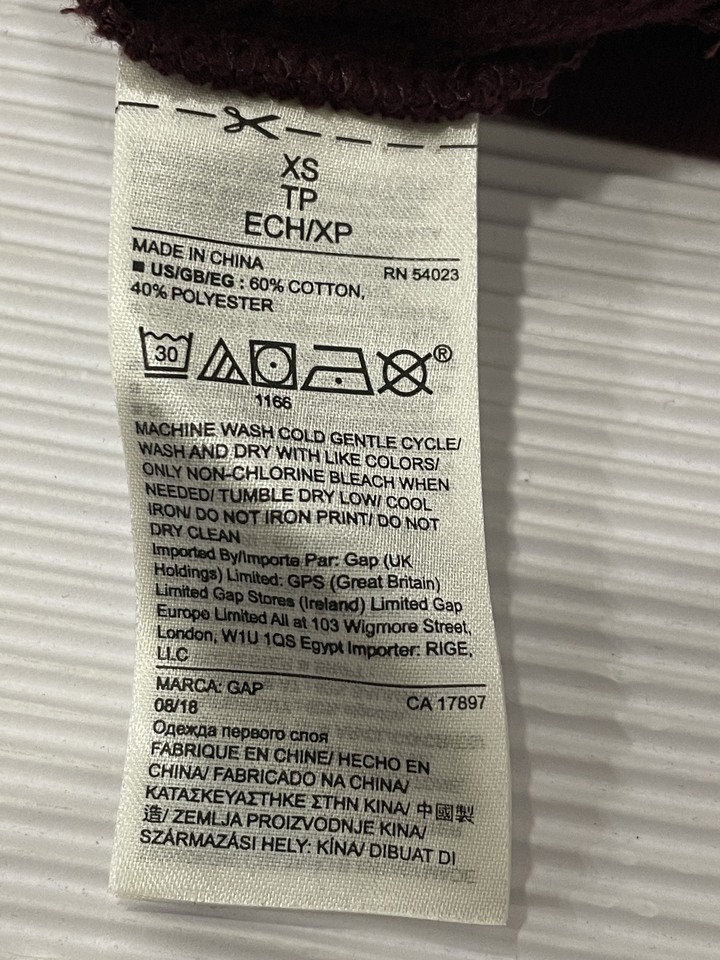 XS
TP
ECH/XP
MADE IN CHINA
RN 54023
■ US/GB/EG : 60% COTTON,
40% POLYESTER
30
®
1166
MACHINE WASH COLD GENTLE CYCLE/
WASH AND DRY WITH LIKE COLORS/
ONLY NON-CHLORINE BLEACH WHEN
NEEDED/ TUMBLE DRY LOW/ COOL
IRON/ DO NOT IRON PRINT/ DO NOT
DRY CLEAN
Imported By/Importe Par: Gap (UK
Holdings) Limited: GPS (Great Britain)
Limited Gap Stores (Ireland) Limited Gap
Europe Limited All at 103 Wigmore Street,
London, W1U 1QS Egypt Importer: RIGE,
LLC
MARCA: GAP
CA 17897
08/18
Одежда первого слоя
FABRIQUE EN CHINE/ HECHO EN
CHINA/ FABRICADO NA CHINA/
ΚΑΤΑΣΚΕΥΑΣΤΗΚΕ ΣΤΗΝ ΚΙΝΑ/ 中國製
造/ ZEMLJA PROIZVODNJE KINA/
SZÁRMAZÁSI HELY: KÍNA/ DIBUAT DI